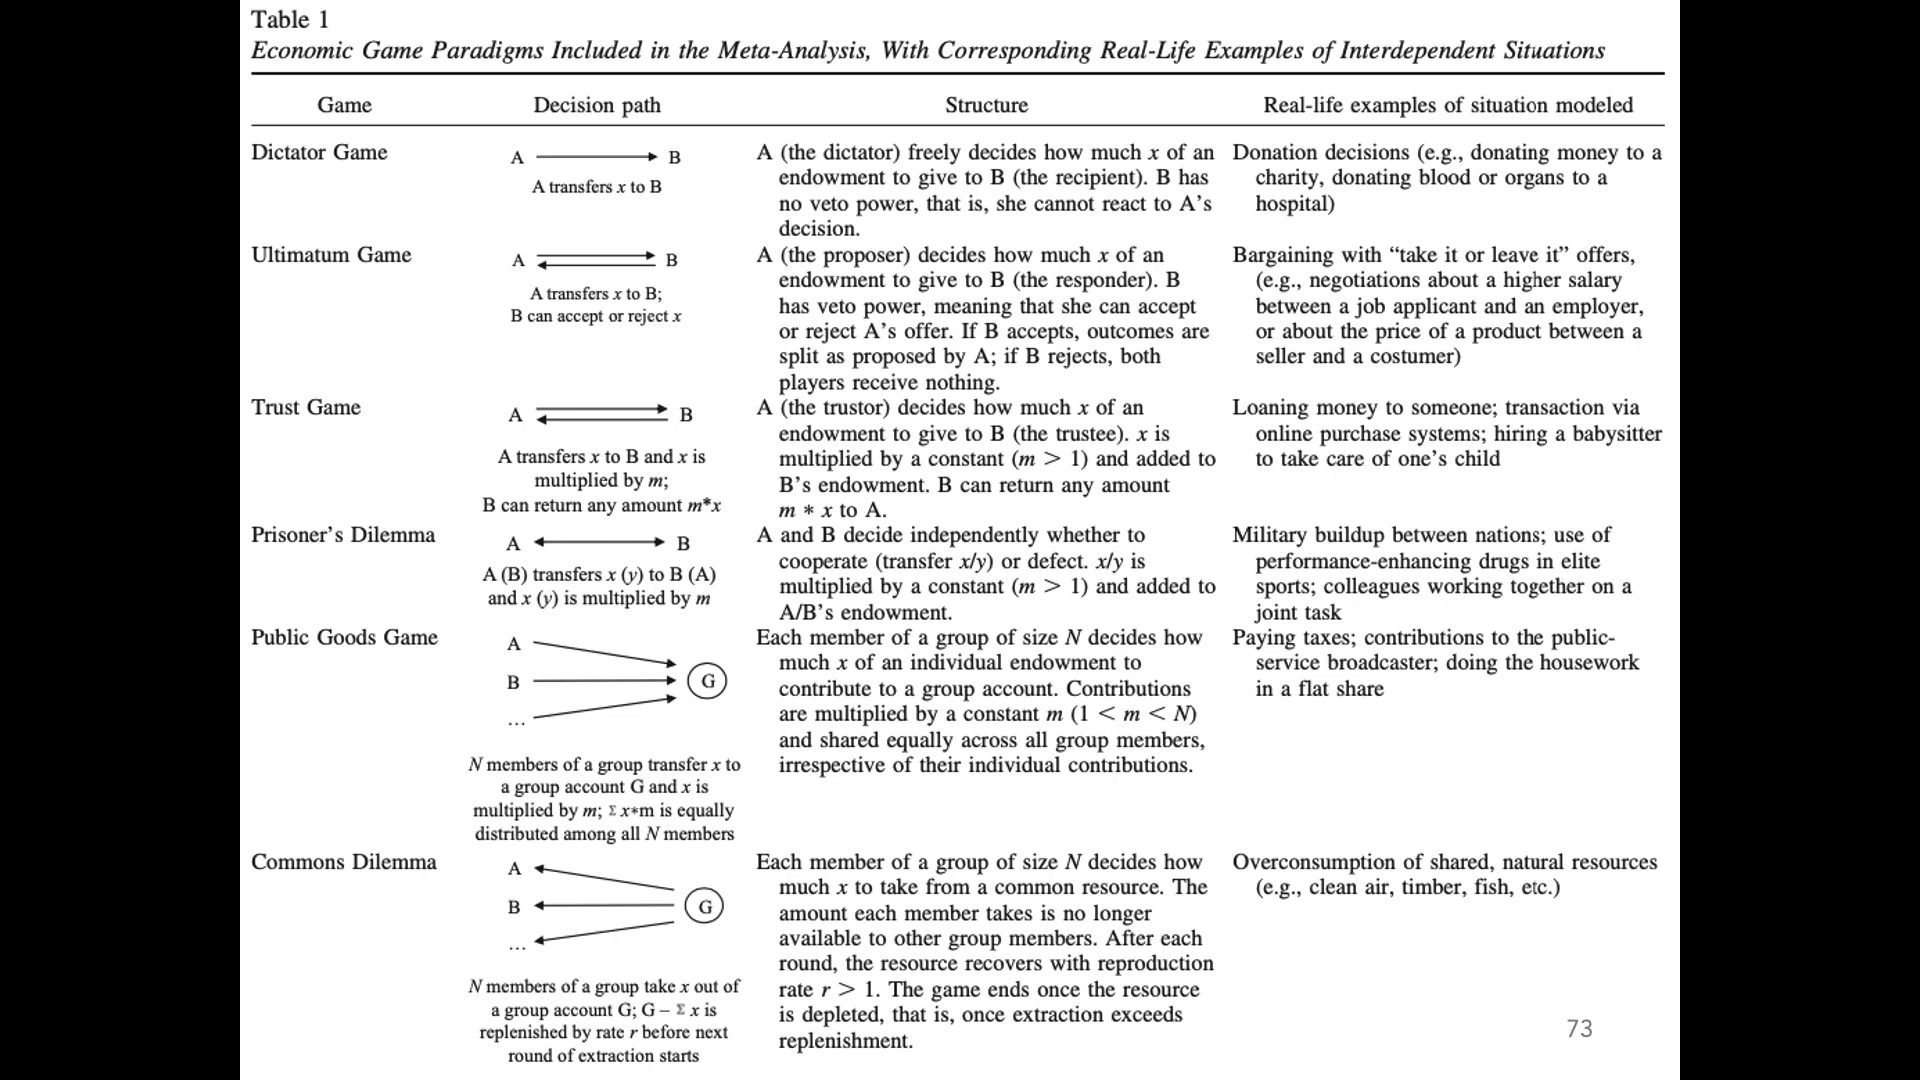 Table 1
Economic Game Paradigms Included in the Meta-Analysis, With Corresponding Real-Life Examples of Interdependent Situations
Game
Decision path
Structure
Real-life examples of situation modeled
Dictator Game
A
B
A transfers x to B
A (the dictator) freely decides how much x of an
endowment to give to B (the recipient). B has
no veto power, that is, she cannot react to A's
decision.
Donation decisions (e.g., donating money to a
charity, donating blood or organs to a
hospital)
Ultimatum Game
A
B
A transfers x to B;
B can accept or reject x
A (the proposer) decides how much x of an
endowment to give to B (the responder). B
has veto power, meaning that she can accept
or reject A's offer. If B accepts, outcomes are
split as proposed by A; if B rejects, both
players receive nothing.
Bargaining with “take it or leave it” offers,
(e.g., negotiations about a higher salary
between a job applicant and an employer,
or about the price of a product between a
seller and a costumer)
Trust Game
A
B
A transfers x to B and x is
multiplied by m;
B can return any amount m*x
A (the trustor) decides how much x of an
endowment to give to B (the trustee). x is
multiplied by a constant (m > 1) and added to
B's endowment. B can return any amount
m * x to A.
Loaning money to someone; transaction via
online purchase systems; hiring a babysitter
to take care of one's child
Prisoner's Dilemma
A
B
A (B) transfers x (y) to B (A)
and x (y) is multiplied by m
A and B decide independently whether to
cooperate (transfer x/y) or defect. x/y is
multiplied by a constant (m > 1) and added to
A/B's endowment.
Military buildup between nations; use of
performance-enhancing drugs in elite
sports; colleagues working together on a
joint task
Public Goods Game
A
B
...
G
N members of a group transfer x to
a group account G and x is
multiplied by m; Σ x*m is equally
distributed among all N members
Each member of a group of size N decides how
much x of an individual endowment to
contribute to a group account. Contributions
are multiplied by a constant m (1 < m < N)
and shared equally across all group members,
irrespective of their individual contributions.
Paying taxes; contributions to the public-
service broadcaster; doing the housework
in a flat share
Commons Dilemma
A
B
...
G
N members of a group take x out of
a group account G; G – Σ x is
replenished by rate r before next
round of extraction starts
Each member of a group of size N decides how
much x to take from a common resource. The
amount each member takes is no longer
available to other group members. After each
round, the resource recovers with reproduction
rate r > 1. The game ends once the resource
is depleted, that is, once extraction exceeds
replenishment.
Overconsumption of shared, natural resources
(e.g., clean air, timber, fish, etc.)
73